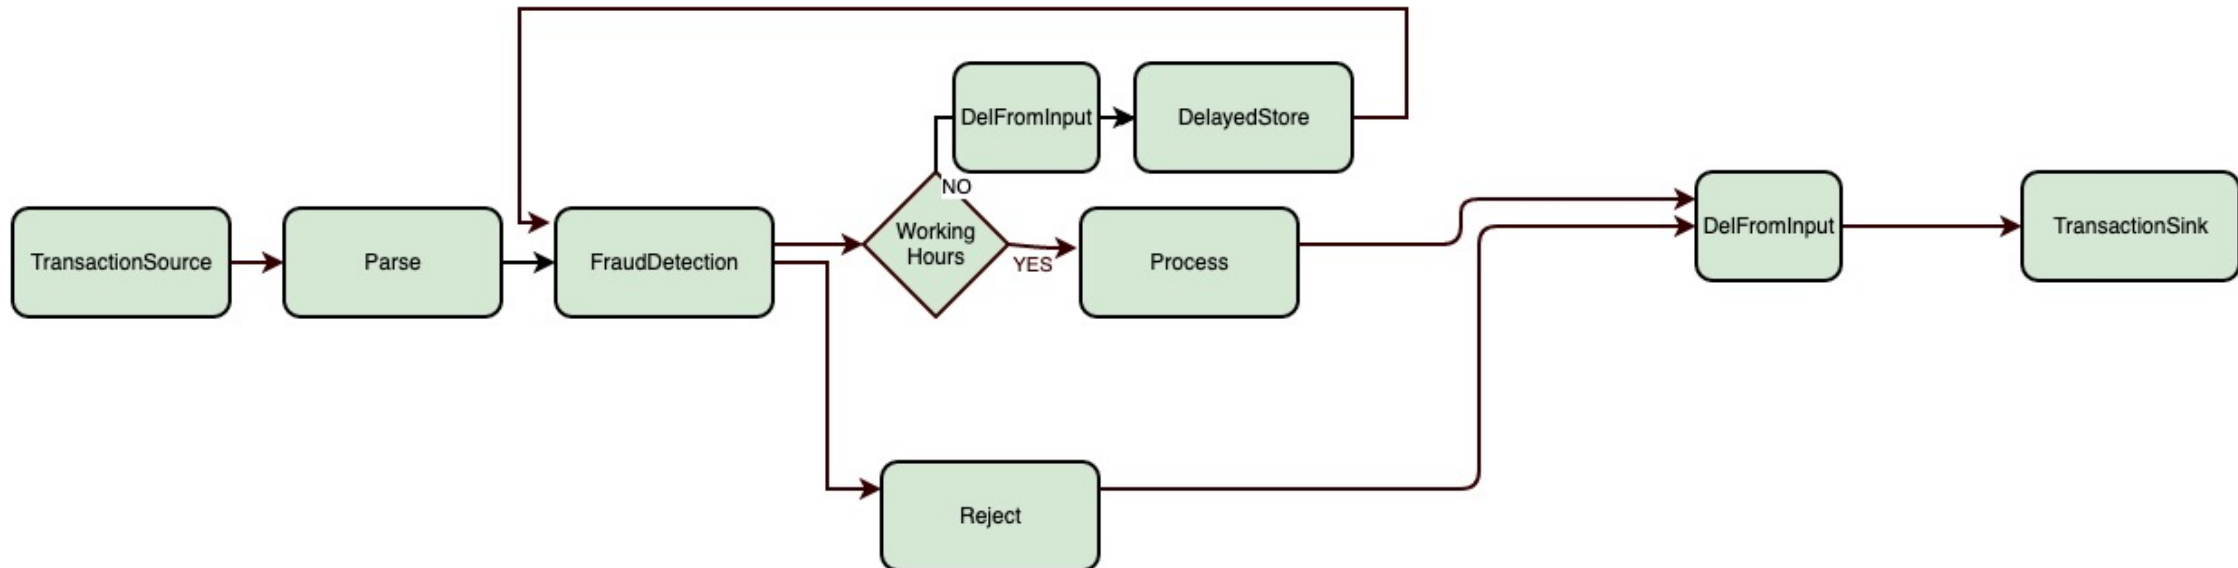 DelFromInput
DelayedStore
NO
TransactionSource
Parse
FraudDetection
Working
Hours
YES
Process
DelFromInput
TransactionSink
Reject